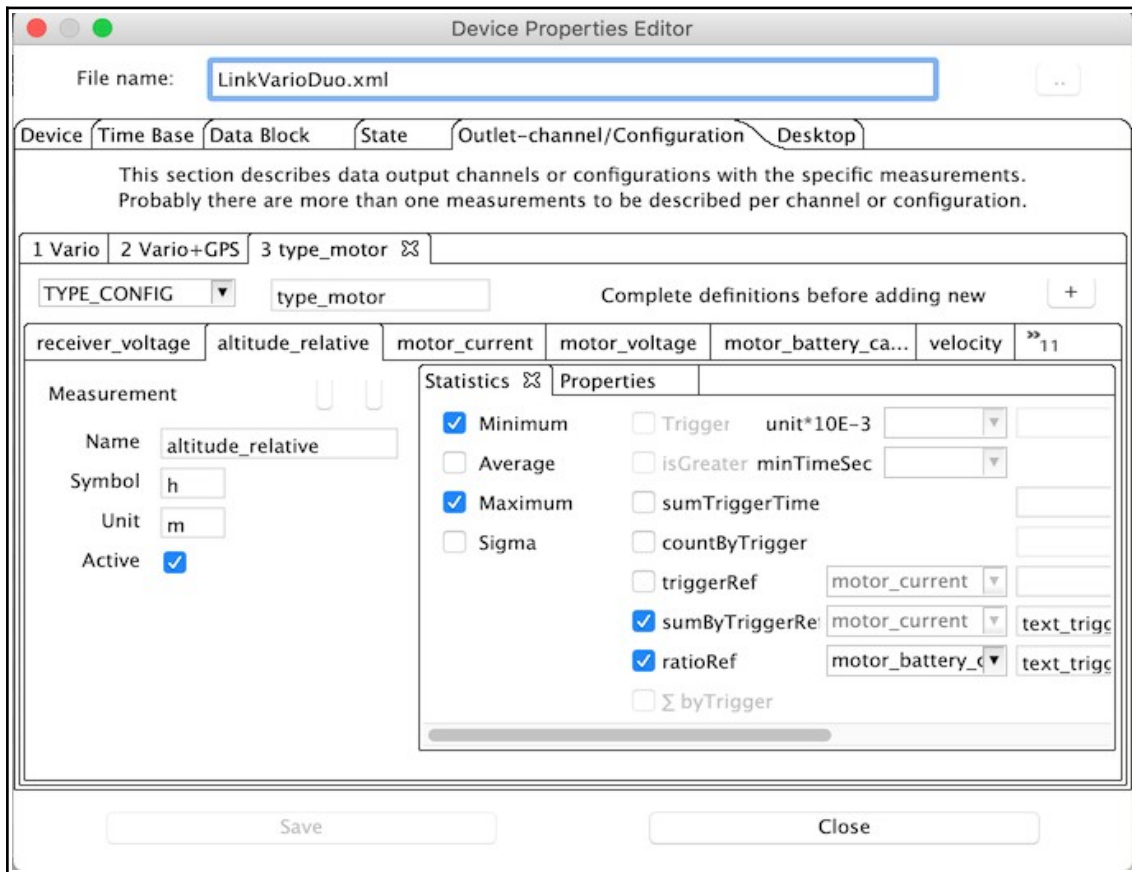 Device Properties Editor
File name: LinkVarioDuo.xml ..
Device Time Base Data Block State Outlet-channel/Configuration Desktop
This section describes data output channels or configurations with the specific measurements.
Probably there are more than one measurements to be described per channel or configuration.
1 Vario 2 Vario+GPS 3 type_motor
TYPE_CONFIG type_motor Complete definitions before adding new +
receiver_voltage altitude_relative motor_current motor_voltage motor_battery_ca... velocity »11
Statistics Properties
Measurement
Minimum Trigger unit*10E-3
Name altitude_relative
Average isGreater minTimeSec
Symbol h
Maximum sumTriggerTime
Unit m
Sigma countByTrigger
Active
triggerRef motor_current
sumByTriggerRe motor_current text_trigg
ratioRef motor_battery_c text_trigg
Σ byTrigger
Save Close